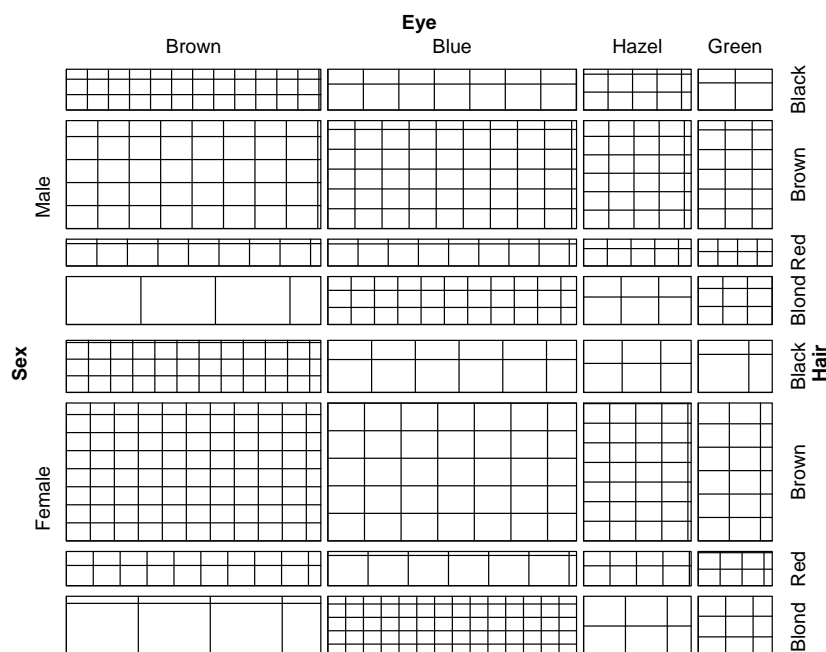 Eye
Brown Blue Hazel Green
Sex
Male
Female
Black
Brown
Red
Blond
Black
Brown
Red
Blond
Hair